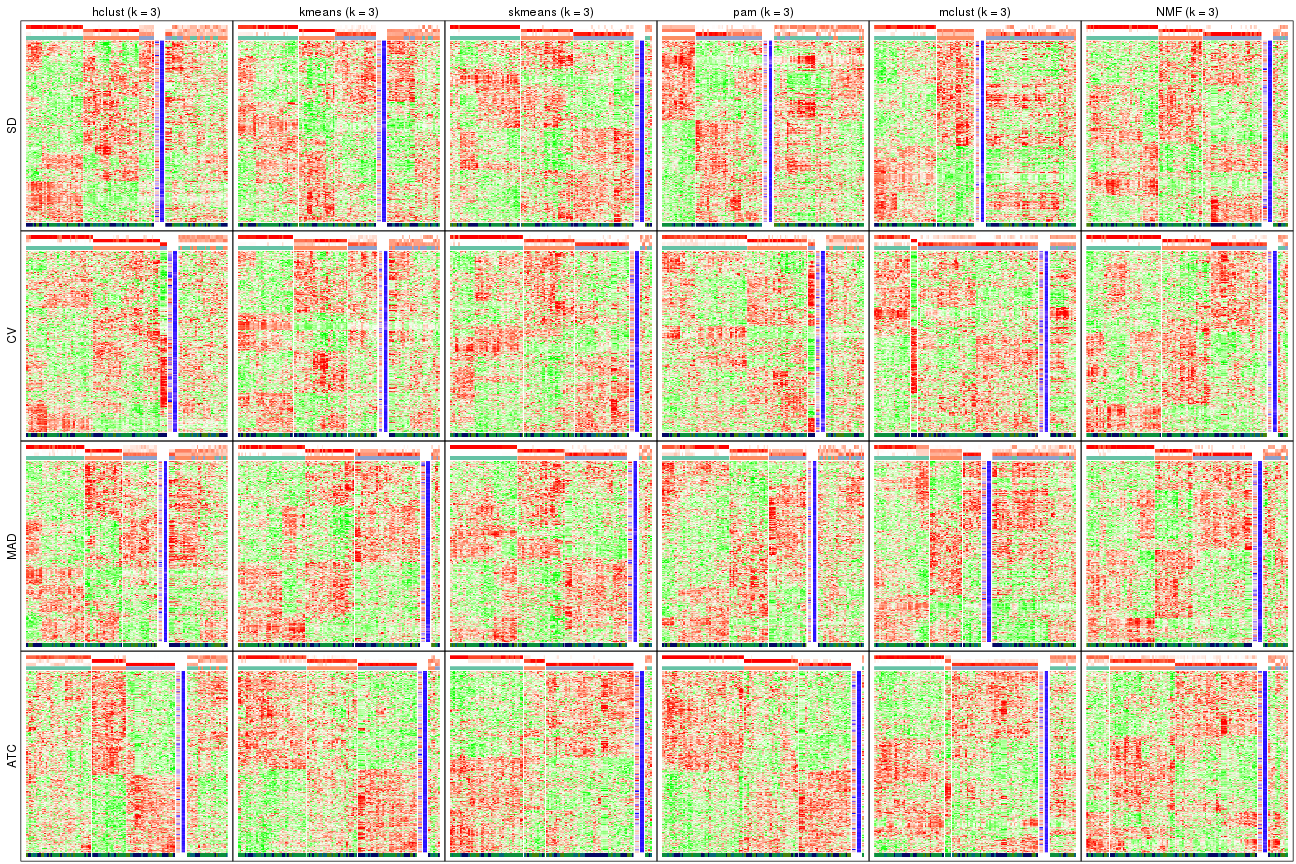 hclust (k = 3) kmeans (k = 3) skmeans (k = 3) pam (k = 3) mclust (k = 3) NMF (k = 3)
SD
CV
MAD
ATC